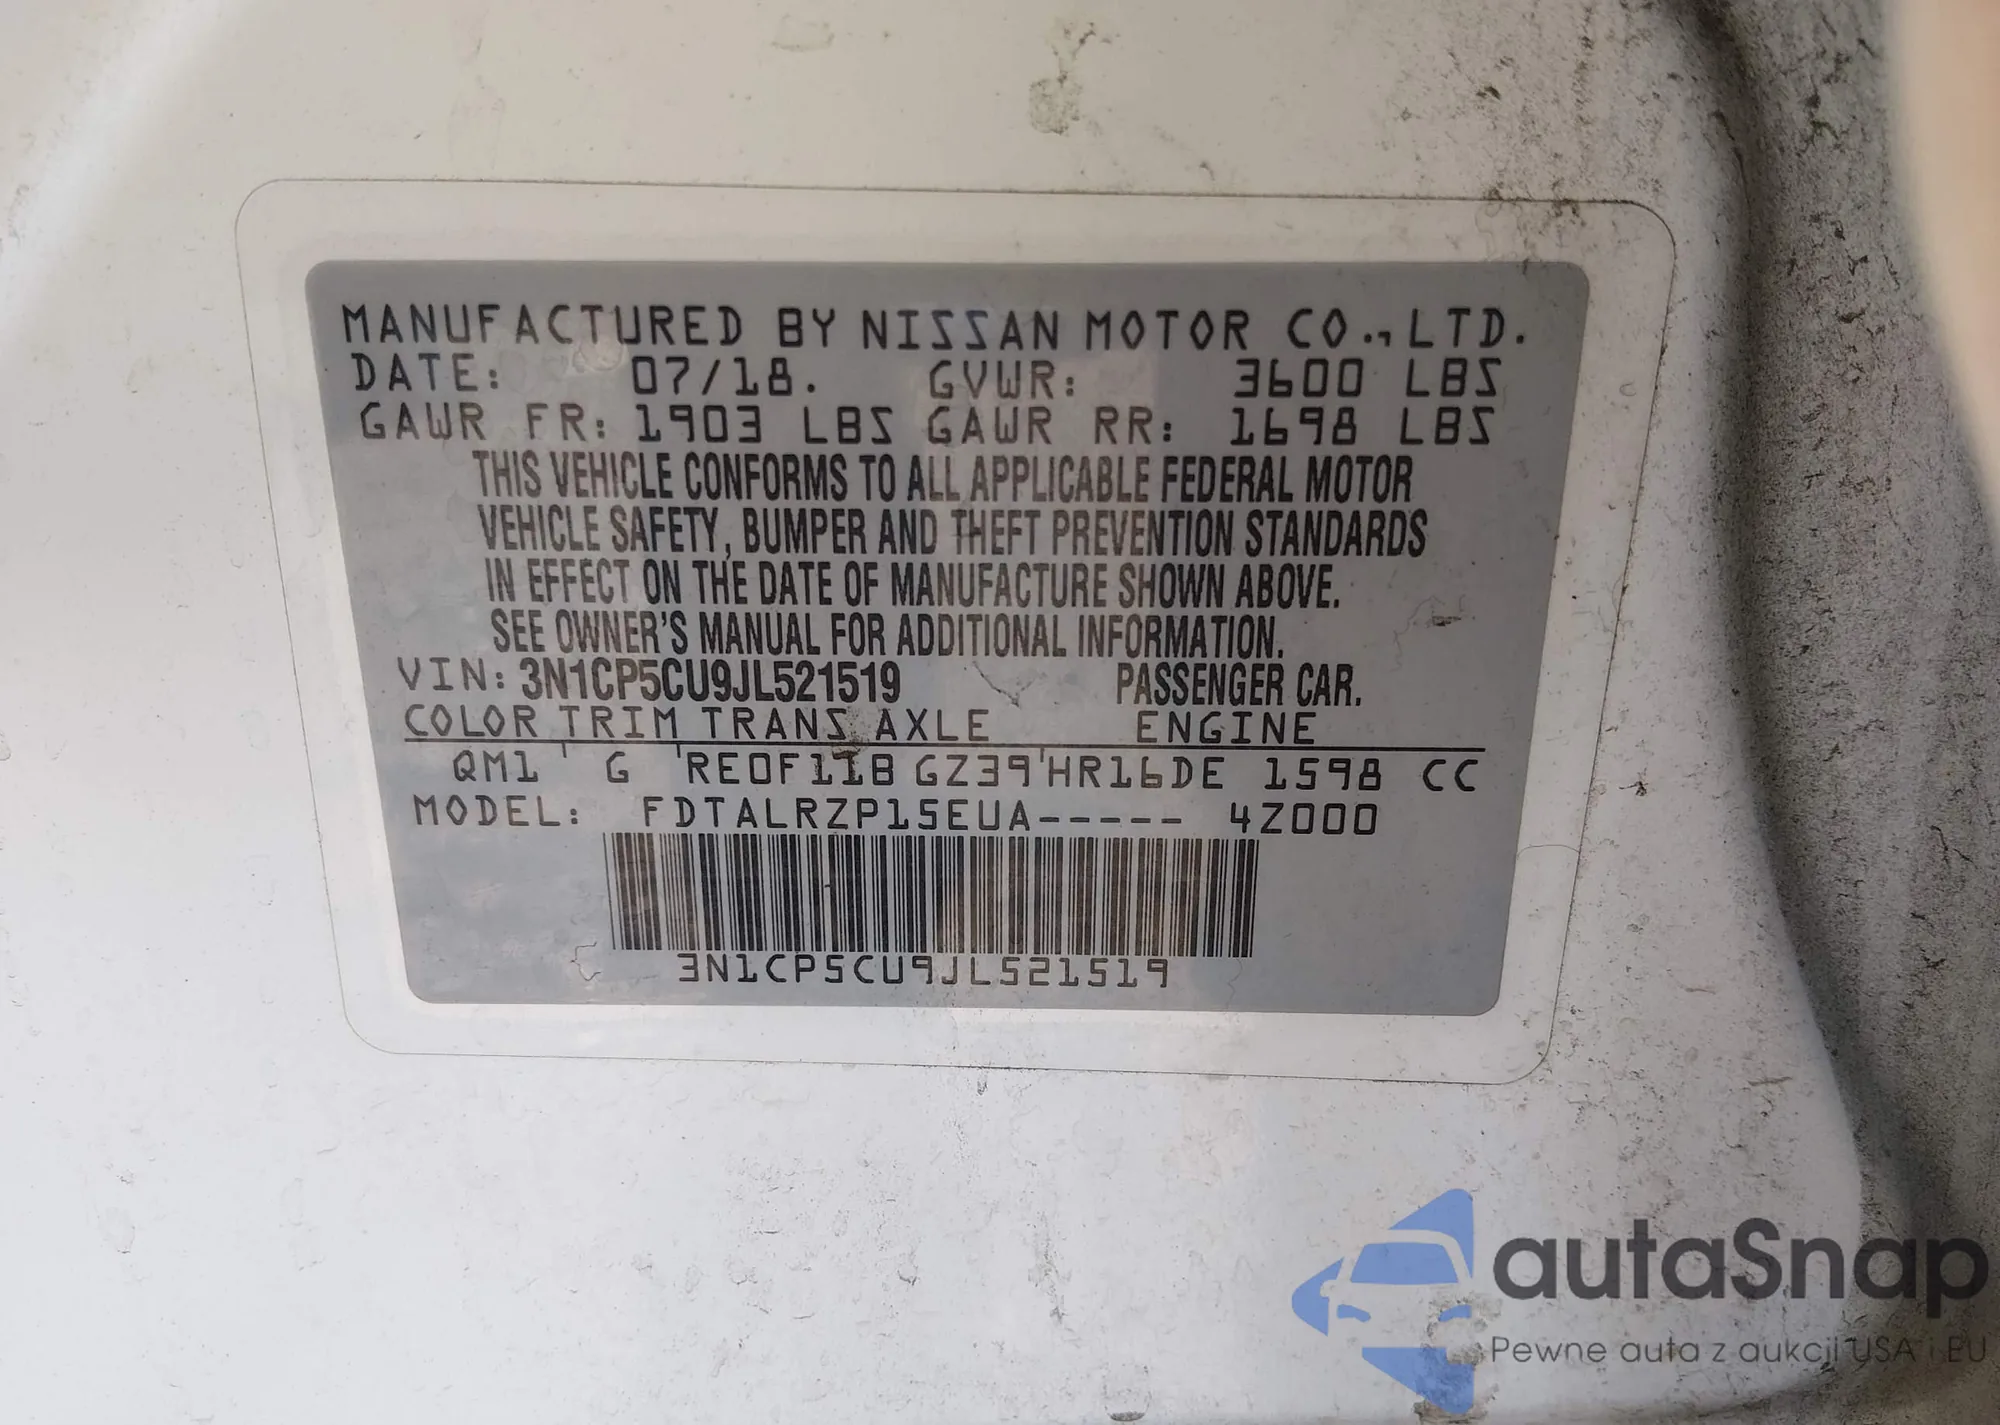 MANUFACTURED BY NISSAN MOTOR CO., LTD.
DATE: 07/18. GVWR: 3600 LBS
GAWR FR: 1903 LBS GAWR RR: 1698 LBS
THIS VEHICLE CONFORMS TO ALL APPLICABLE FEDERAL MOTOR
VEHICLE SAFETY, BUMPER AND THEFT PREVENTION STANDARDS
IN EFFECT ON THE DATE OF MANUFACTURE SHOWN ABOVE.
SEE OWNER'S MANUAL FOR ADDITIONAL INFORMATION.
VIN: 3N1CP5CU9JL521519 PASSENGER CAR.
COLOR TRIM TRANS AXLE ENGINE
QM1 ' G 'RE0F11B GZ39'HR16DE 1598 CC
MODEL: FDTALRZP15EUA----- 4Z000
3N1CP5CU9JL521519
autaSnap
Pewne auta z aukcji USA i EU